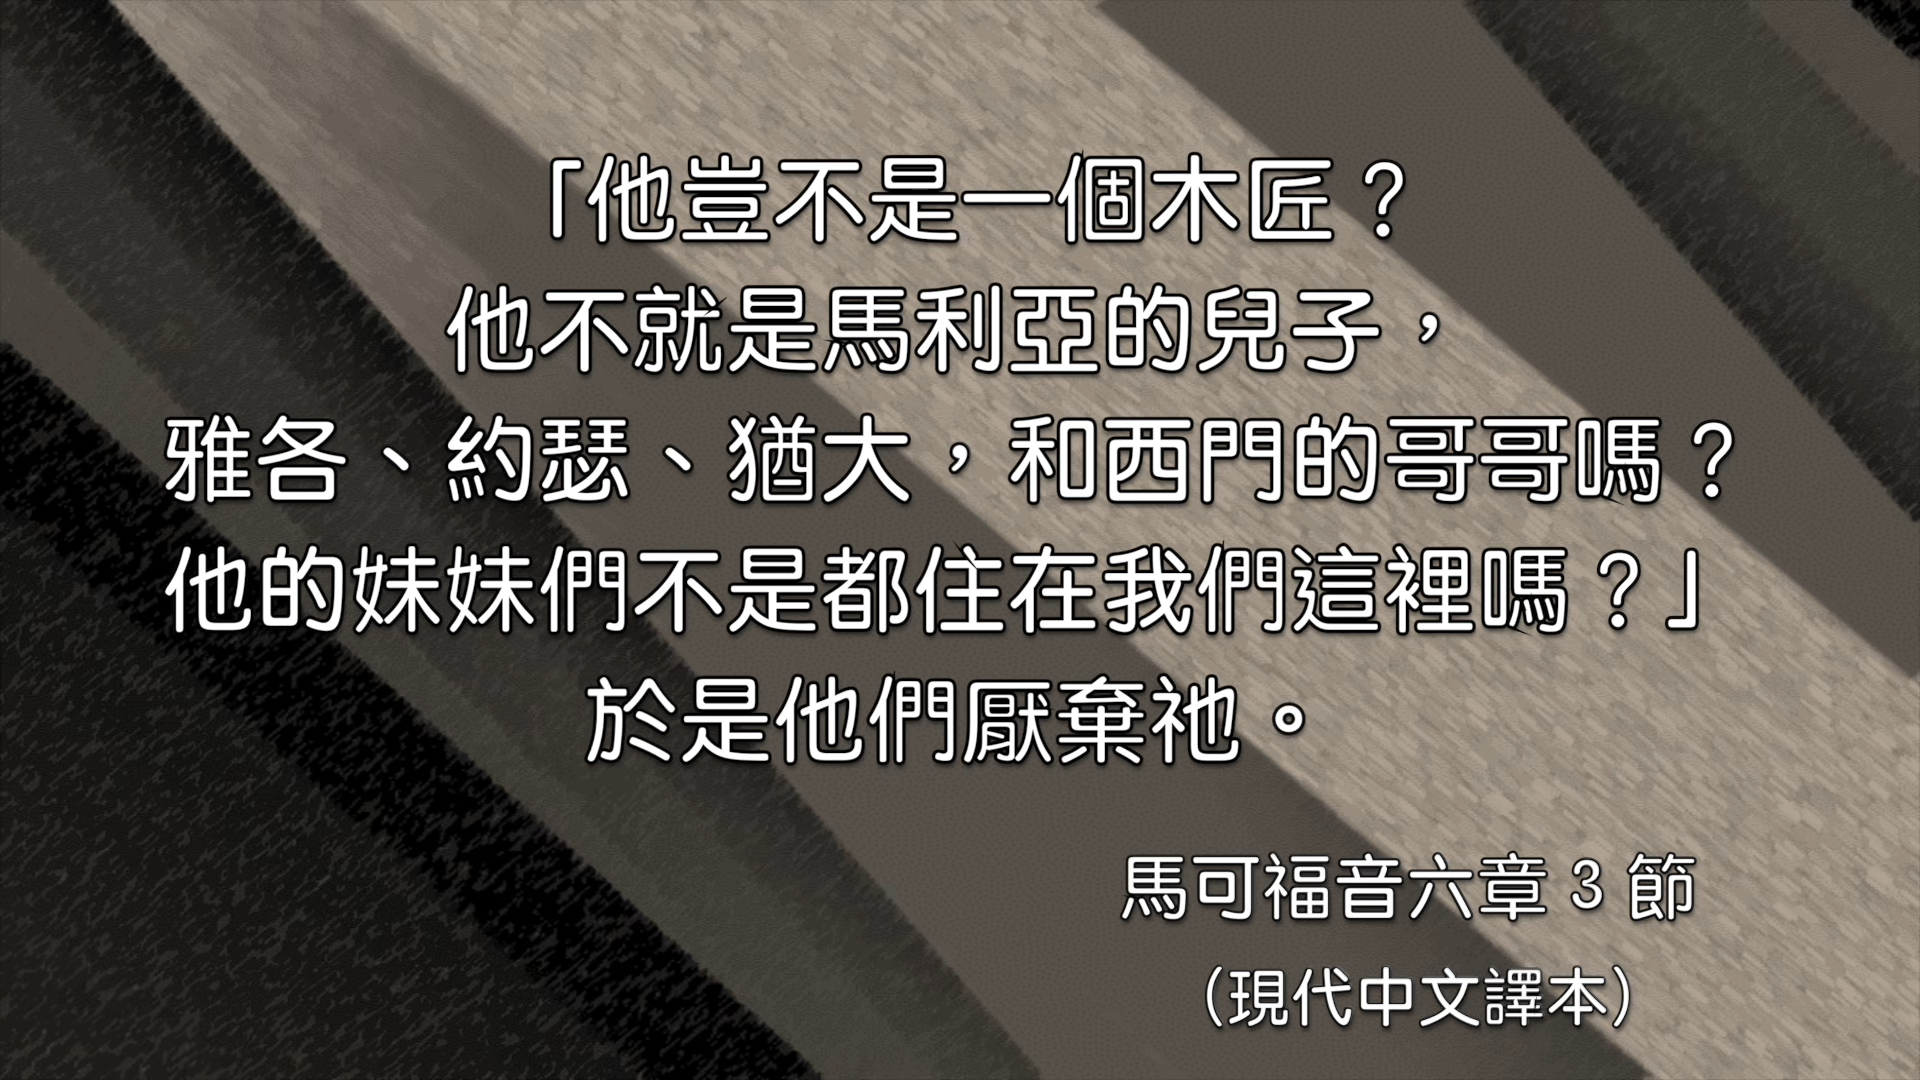 「他豈不是一個木匠？
他不就是馬利亞的兒子，
雅各、約瑟、猶大，和西門的哥哥嗎？
他的妹妹們不是都住在我們這裡嗎？」
於是他們厭棄祂。
馬可福音六章 3 節
（現代中文譯本）